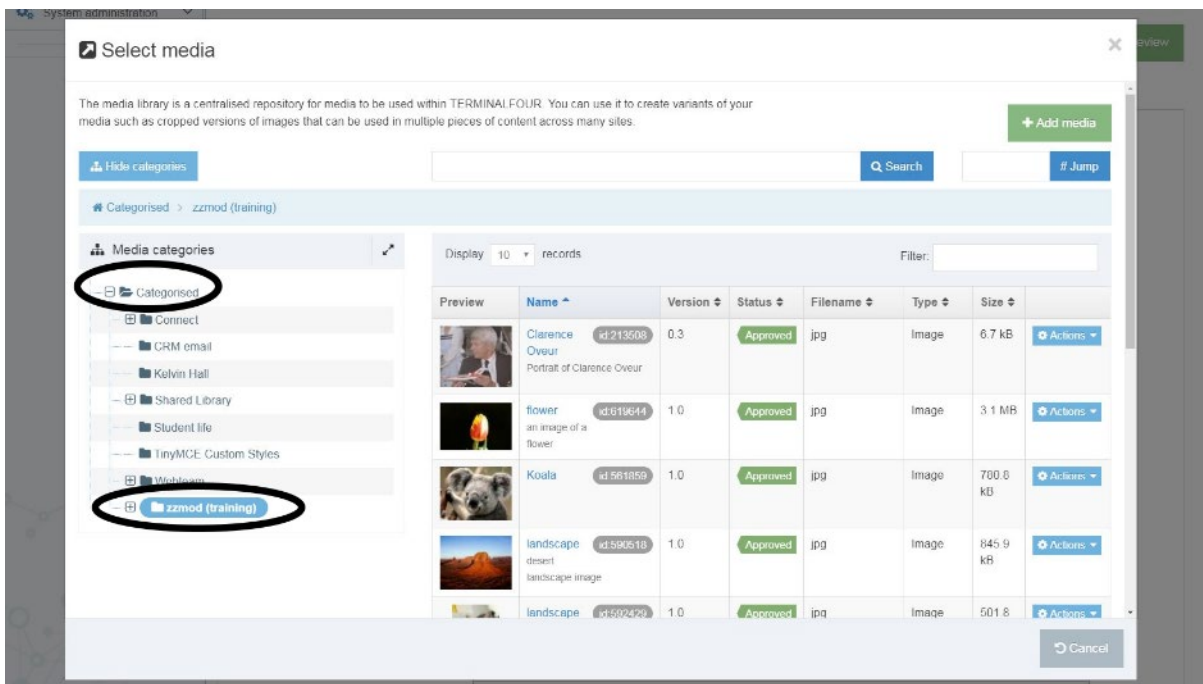 System administration
eview
Select media
×
The media library is a centralised repository for media to be used within TERMINALFOUR. You can use it to create variants of your
media such as cropped versions of images that can be used in multiple pieces of content across many sites.
+ Add media
Hide categories
Search
# Jump
Categorised > zzmod (training)
Media categories
Display 10 records
Filter:
Categorised
Connect
CRM email
Kelvin Hall
Shared Library
Student life
TinyMCE Custom Styles
Webteam
zzmod (training)
Preview Name Version Status Filename Type Size
Clarence id:213508 0.3 Approved jpg Image 6.7 kB Actions
Oveur
Portrait of Clarence Oveur
flower id:619644 1.0 Approved jpg Image 3.1 MB Actions
an image of a
flower
Koala id:561859 1.0 Approved jpg Image 780.8 Actions
kB
landscape id:590518 1.0 Approved jpg Image 845.9 Actions
desert kB
landscape image
landscape id:592429 1.0 Approved jpg Image 501.8 Actions
Cancel